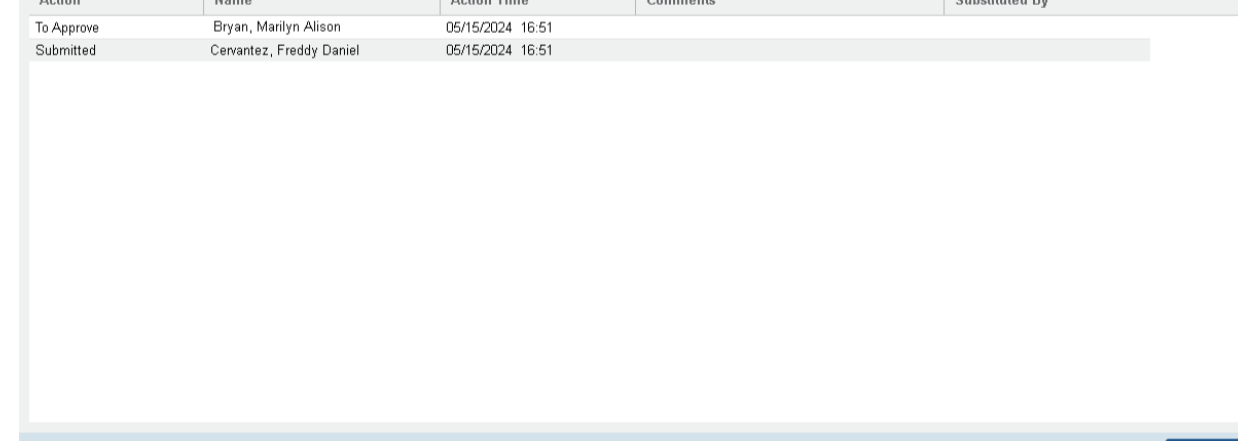 Action Name Action Time Comments Substituted By
To Approve Bryan, Marilyn Alison 05/15/2024 16:51
Submitted Cervantez, Freddy Daniel 05/15/2024 16:51